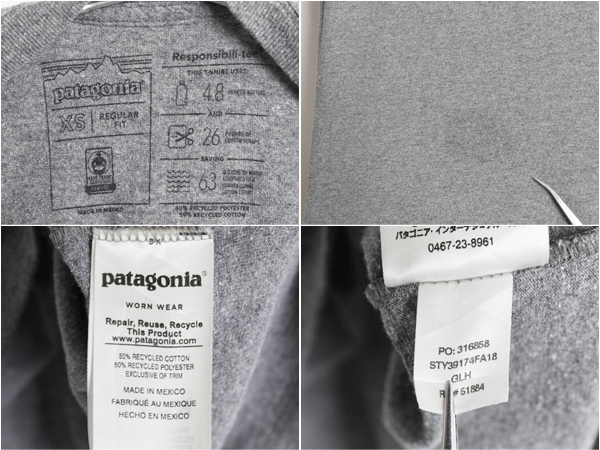 patagonia®
XS
REGULAR
FIT
MADE IN MEXICO
Responsibili-tee
THIS T-SHIRT USED:
4.8
AND
26
SAVING
63
50% RECYCLED POLYESTER
50% RECYCLED COTTON
patagonia®
WORN WEAR
Repair, Reuse, Recycle
This Product
www.patagonia.com
50% RECYCLED COTTON
50% RECYCLED POLYESTER
EXCLUSIVE OF TRIM
MADE IN MEXICO
FABRIQUÉ AU MEXIQUE
HECHO EN MEXICO
パタゴニア・インターナショナル
0467-23-8961
PO: 316858
STY39174FA18
GLH
# 51884